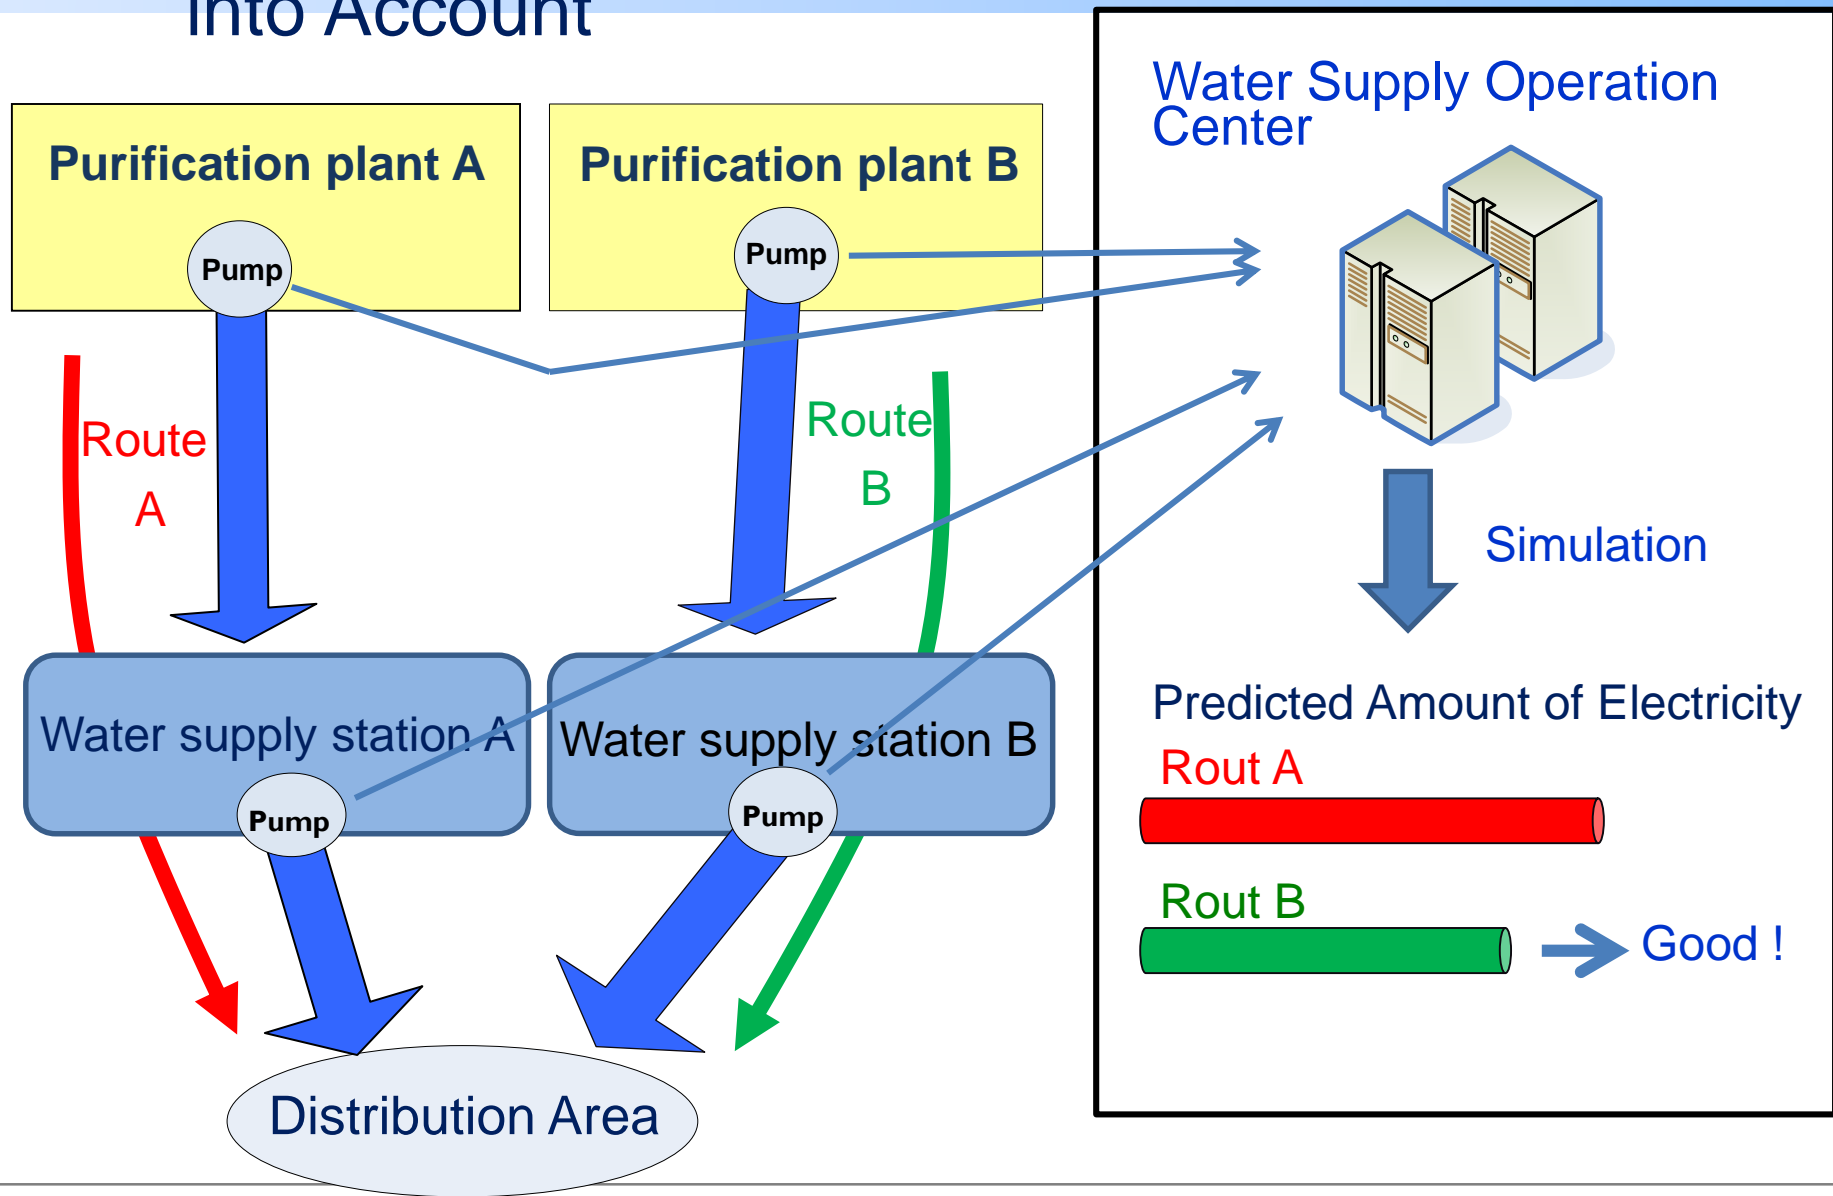 into Account
Purification plant A
Pump
Purification plant B
Pump
Route
A
Route
B
Water supply station A
Pump
Water supply station B
Pump
Distribution Area
Water Supply Operation
Center
Simulation
Predicted Amount of Electricity
Rout A
Rout B
Good !